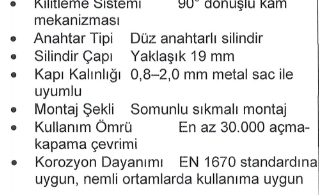 • Kilitleme Sistemi 90° dönüşlü kam
mekanizması
• Anahtar Tipi Düz anahtarlı silindir
• Silindir Çapı Yaklaşık 19 mm
• Kapı Kalınlığı 0,8–2,0 mm metal sac ile
uyumlu
• Montaj Şekli Somunlu sıkmalı montaj
• Kullanım Ömrü En az 30.000 açma-
kapama çevrimi
• Korozyon Dayanımı EN 1670 standardına
uygun, nemli ortamlarda kullanıma uygun